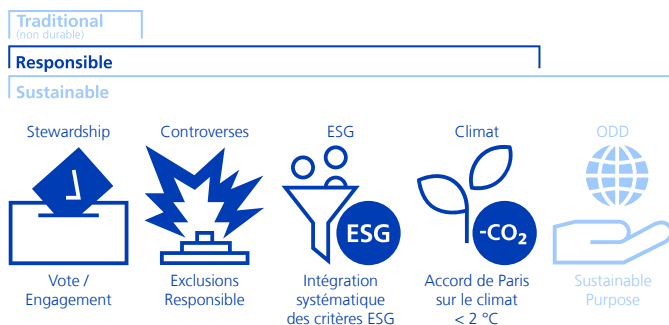 Traditional
(non durable)
Responsible
Sustainable
Stewardship
Controverses
ESG
Climat
ODD
ESG
-CO₂
Vote /
Engagement
Exclusions
Responsible
Intégration
systématique
des critères ESG
Accord de Paris
sur le climat
< 2 °C
Sustainable
Purpose